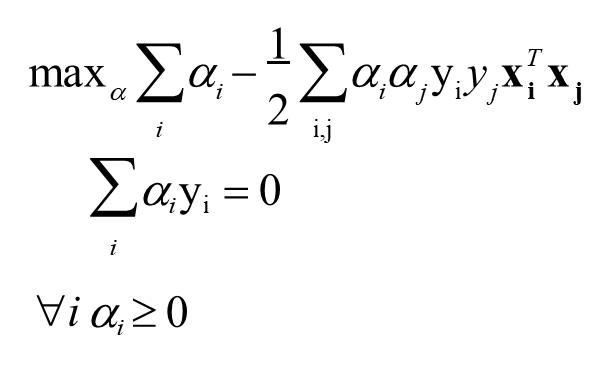 max_α ∑_i α_i − 1/2 ∑_{i,j} α_i α_j y_i y_j x_i^T x_j
∑_i α_i y_i = 0
∀i α_i ≥ 0